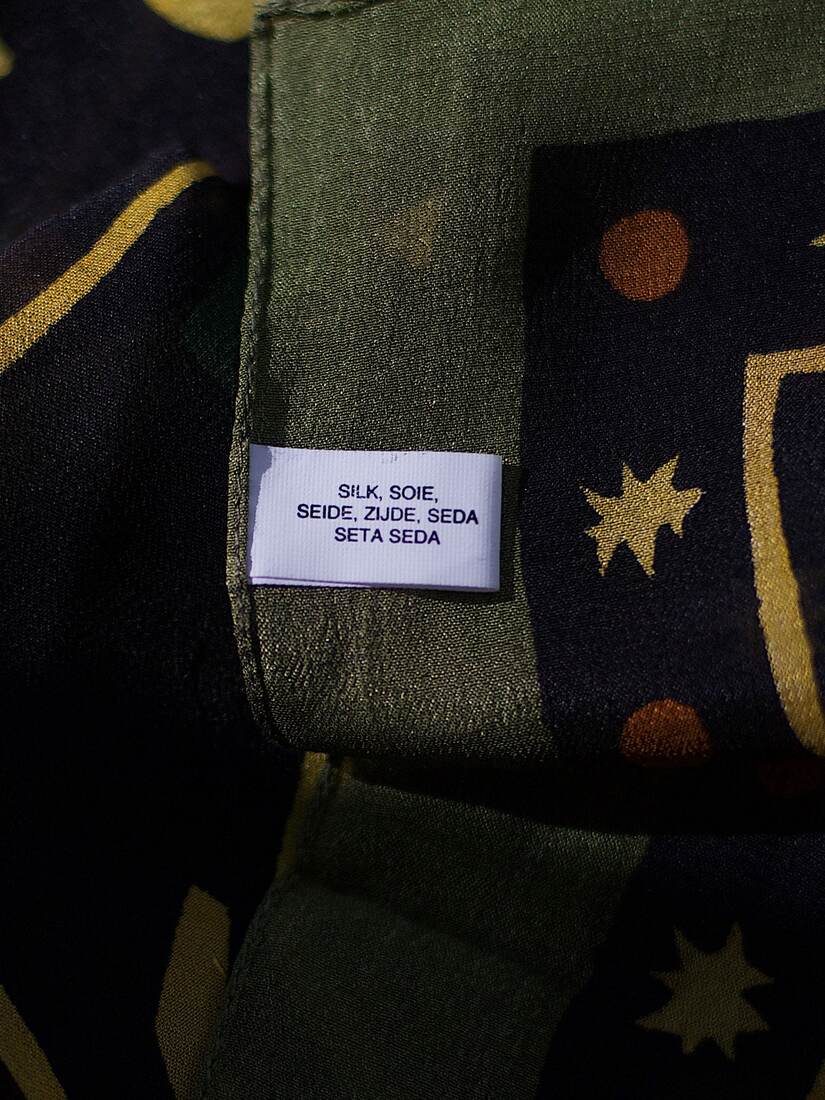 SILK, SOIE,
SEIDE, ZIJDE, SEDA
SETA SEDA